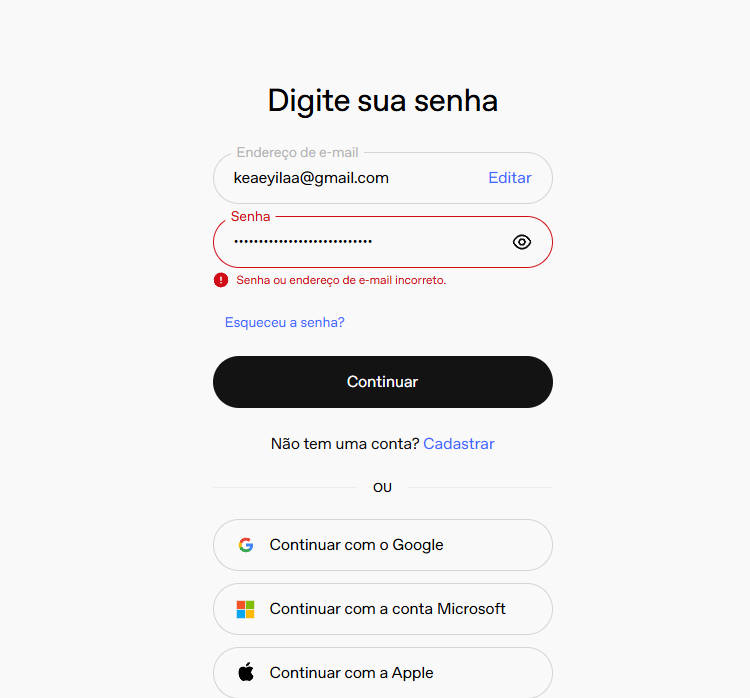 Digite sua senha
Endereço de e-mail
keaeyilaa@gmail.com Editar
Senha
••••••••••••••••••••••••••••
Senha ou endereço de e-mail incorreto.
Esqueceu a senha?
Continuar
Não tem uma conta? Cadastrar
OU
Continuar com o Google
Continuar com a conta Microsoft
Continuar com a Apple